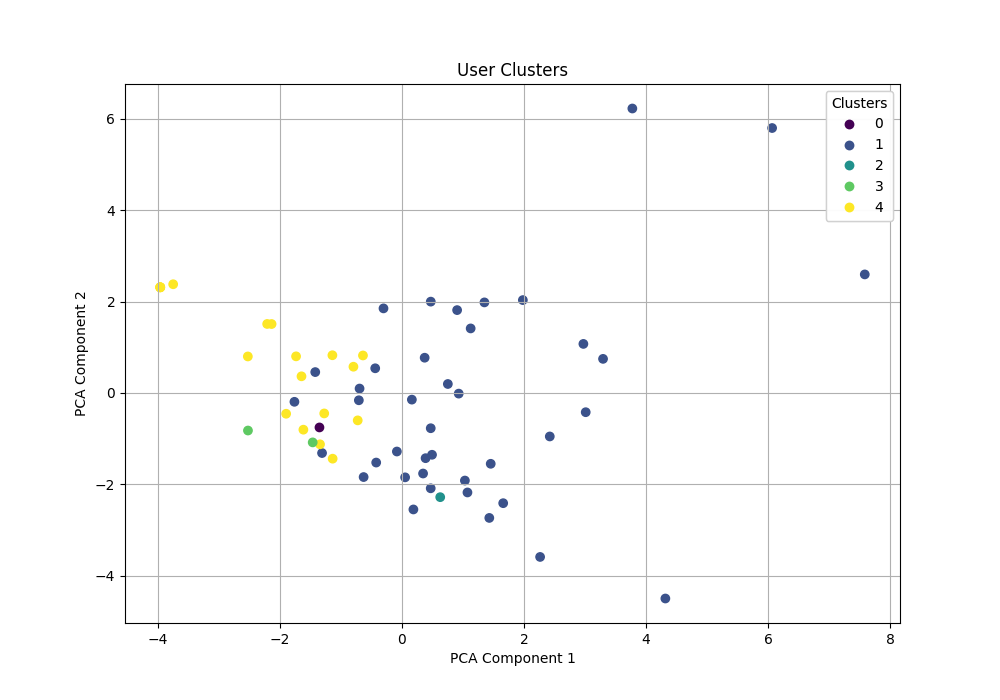 User Clusters
Clusters
0
1
2
3
4
6
4
2
0
−2
−4
PCA Component 2
−4 −2 0 2 4 6 8
PCA Component 1